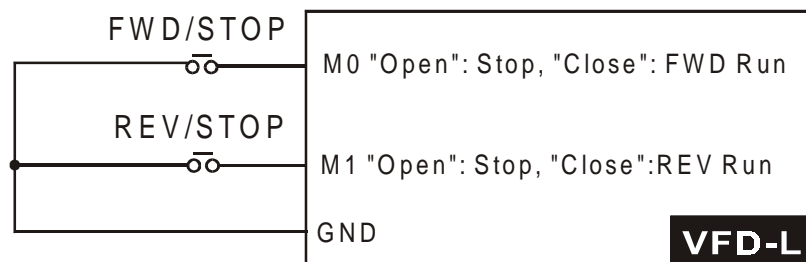 FWD/STOP
M0 "Open": Stop, "Close": FWD Run
REV/STOP
M1 "Open": Stop, "Close":REV Run
GND
VFD-L